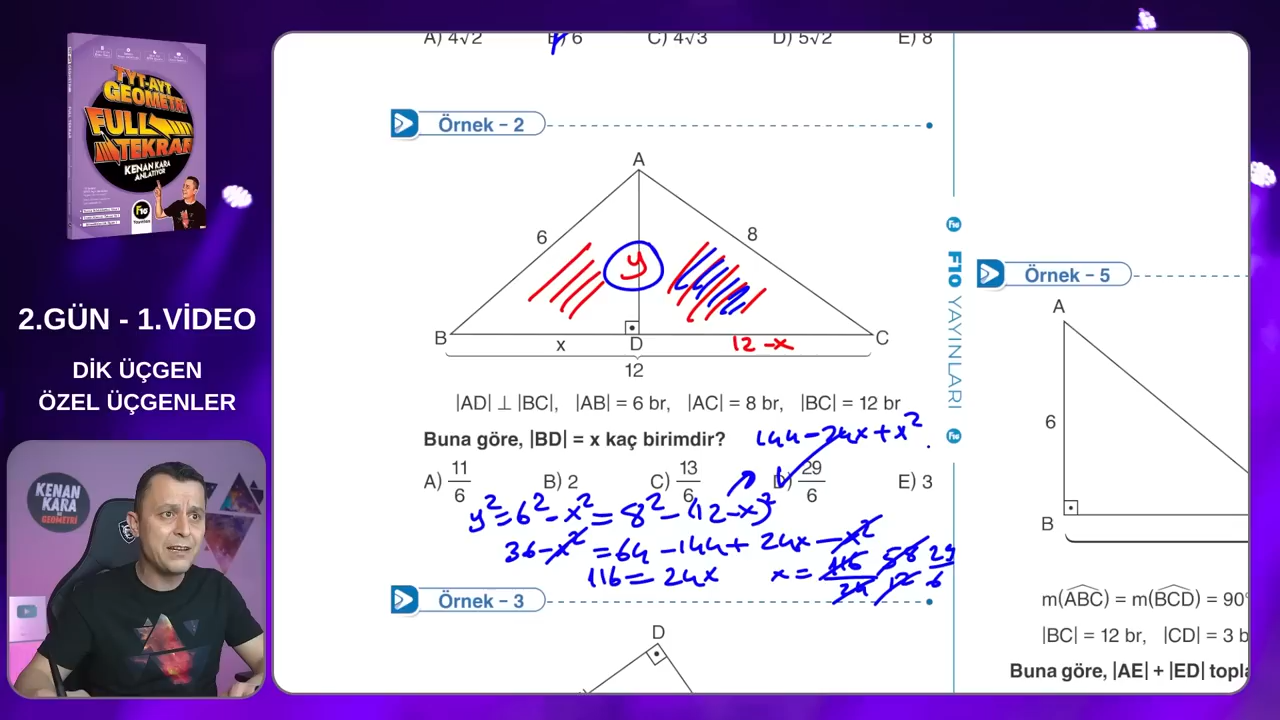 TYT-AYT
GEOMETRİ
FULL
TEKRAR
KENAN KARA
ANLATIYOR
F10
2.GÜN - 1.VİDEO
DİK ÜÇGEN
ÖZEL ÜÇGENLER
KENAN
KARA
GEOMETRİ
A) 4√2 B) 6 C) 4√3 D) 5√2 E) 8
Örnek – 2
A
6
8
y
B
x
D
12 - x
C
12
|AD| ⊥ |BC|, |AB| = 6 br, |AC| = 8 br, |BC| = 12 br
144 - 24x + x²
Buna göre, |BD| = x kaç birimdir?
A) 11/6 B) 2 C) 13/6 D) 29/6 E) 3
y² = 6² - x² = 8² - (12 - x)²
36 - x² = 64 - 144 + 24x - x²
116 = 24x x = 116/24 58/12 29/6
Örnek – 3
D
F10
F10 YAYINLARI
F10
Örnek – 5
A
6
B
m(ABC) = m(BCD) = 90°
|BC| = 12 br, |CD| = 3 b
Buna göre, |AE| + |ED| topla